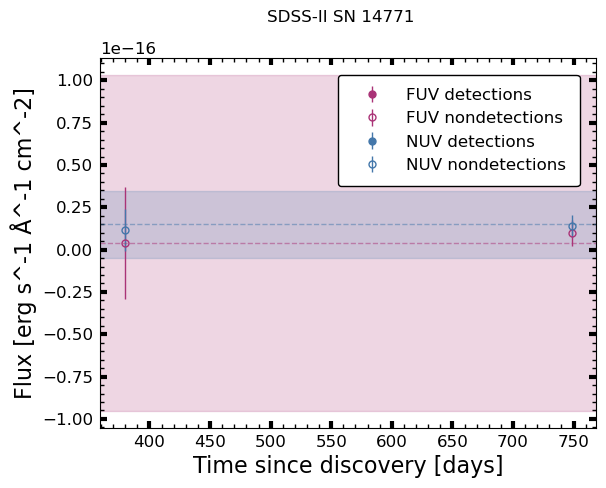 SDSS-II SN 14771
1e−16
Flux [erg s^-1 Å^-1 cm^-2]
1.00
0.75
0.50
0.25
0.00
−0.25
−0.50
−0.75
−1.00
FUV detections
FUV nondetections
NUV detections
NUV nondetections
400 450 500 550 600 650 700 750
Time since discovery [days]